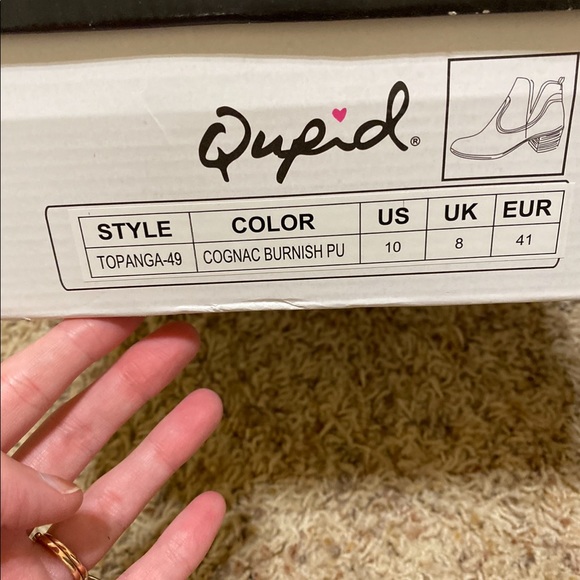 Qupid®
STYLE COLOR US UK EUR
TOPANGA-49 COGNAC BURNISH PU 10 8 41